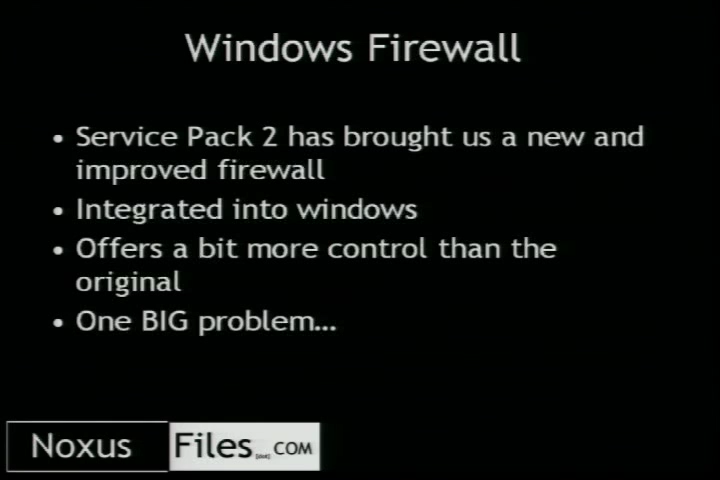 Windows Firewall
• Service Pack 2 has brought us a new and
improved firewall
• Integrated into windows
• Offers a bit more control than the
original
• One BIG problem...
Noxus Files[dot].COM